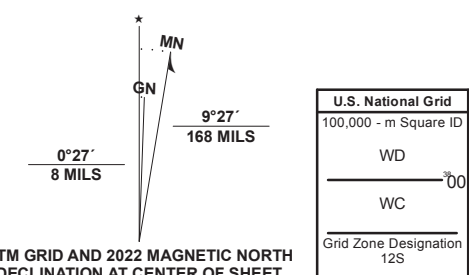 ★
MN
GN
9°27´
168 MILS
0°27´
8 MILS
TM GRID AND 2022 MAGNETIC NORTH
DECLINATION AT CENTER OF SHEET
U.S. National Grid
100,000 - m Square ID
WD
³⁸00
WC
Grid Zone Designation
12S